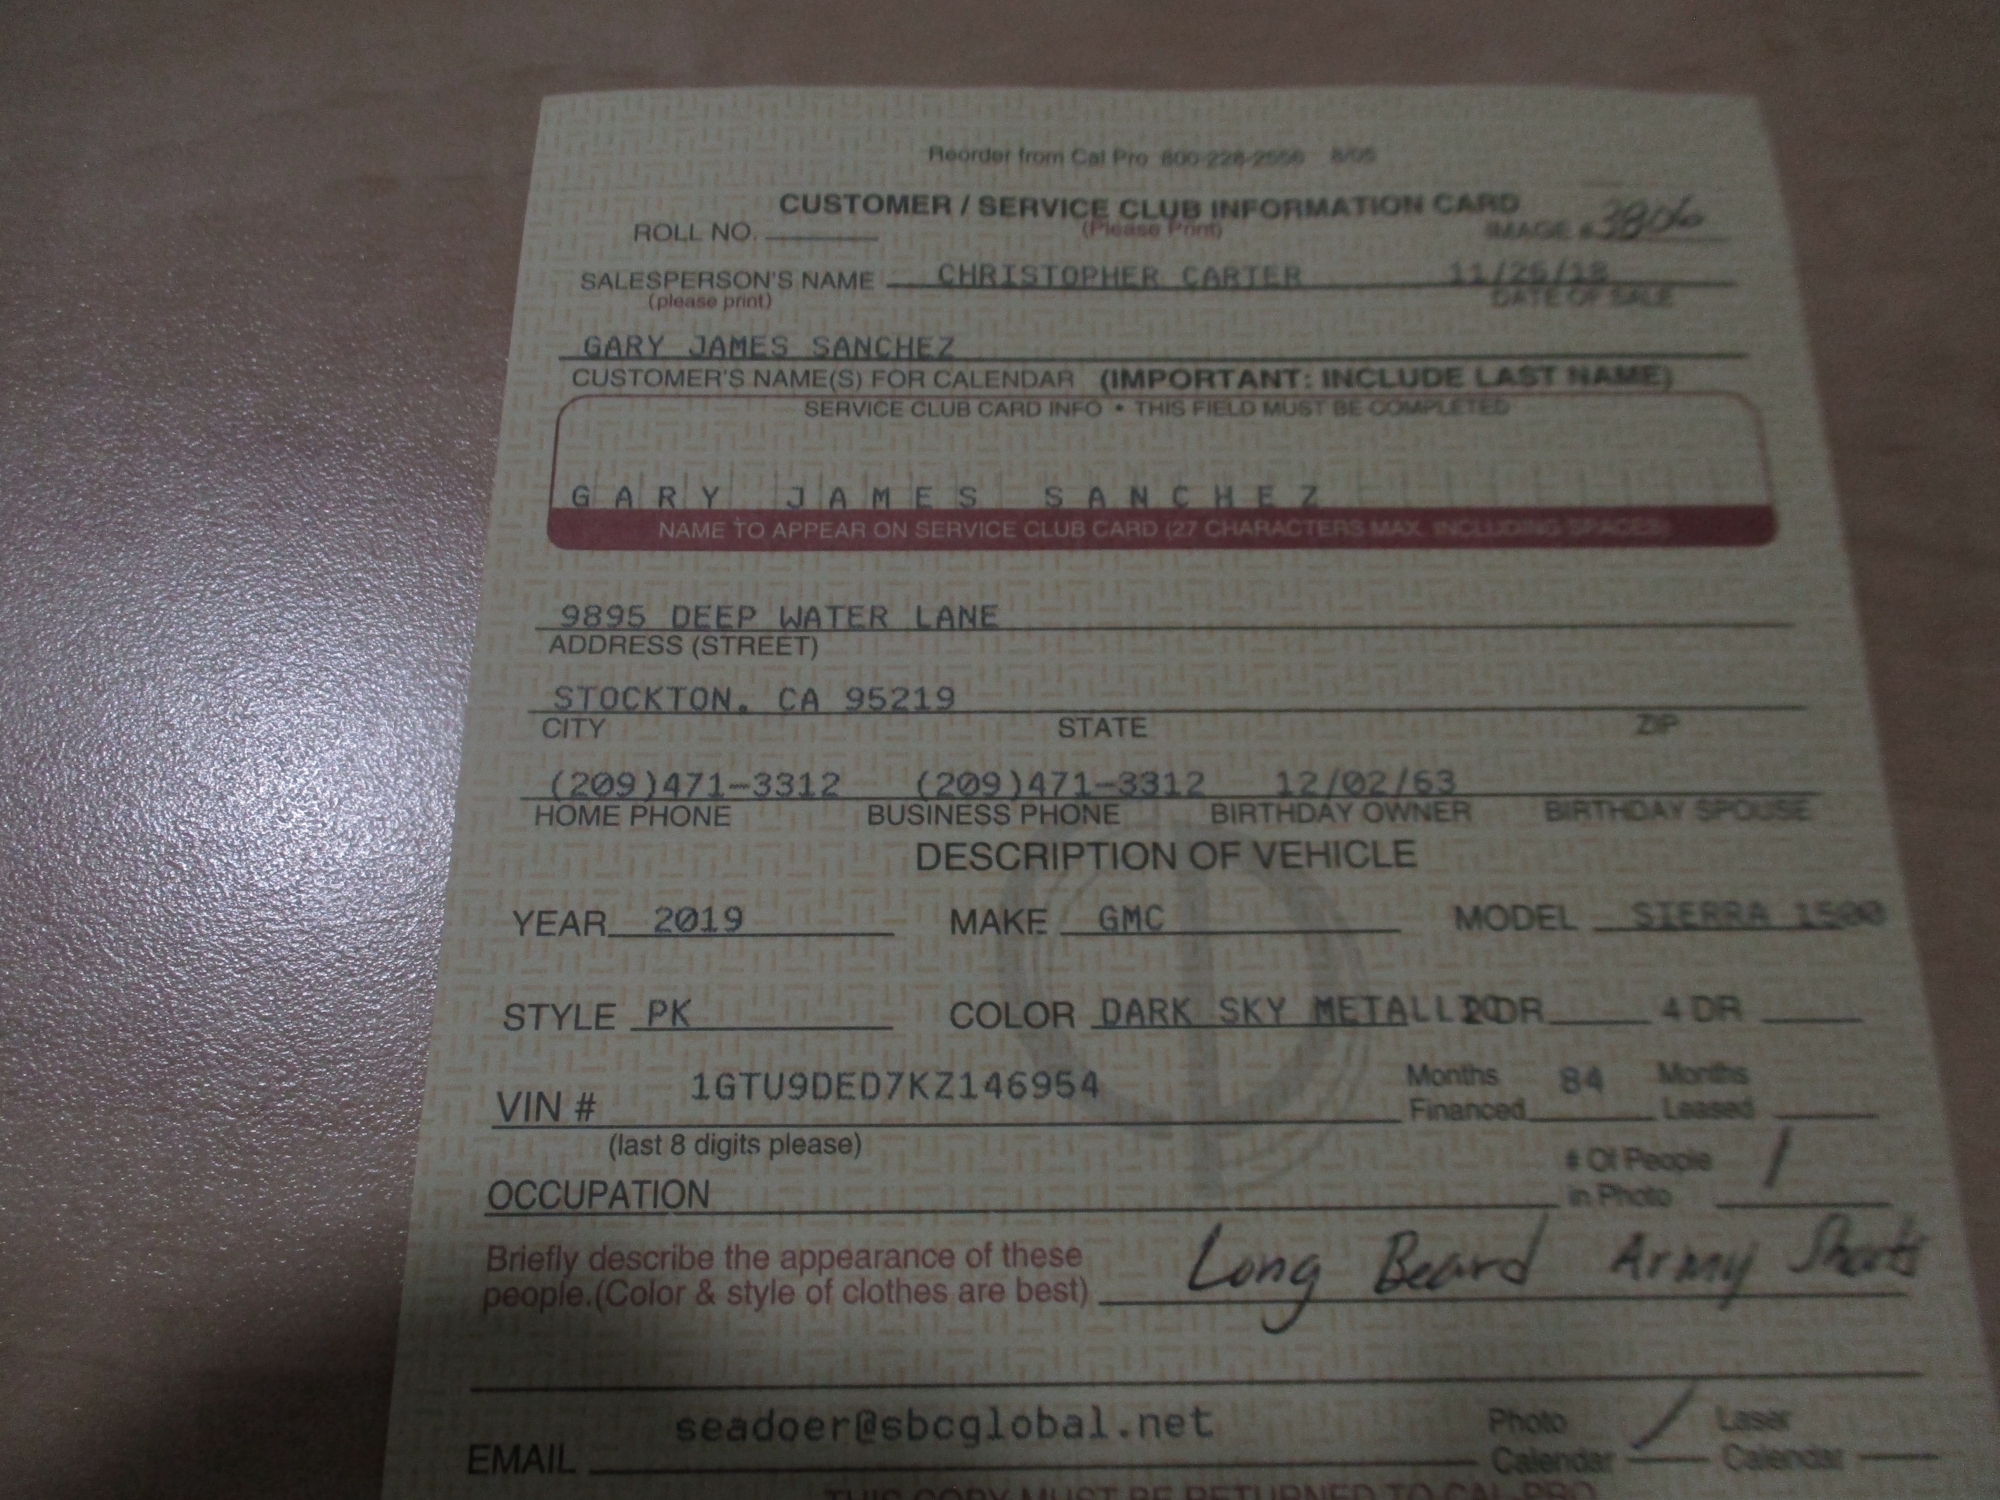 Reorder from Cal Pro 800-228-2556 8/05
CUSTOMER / SERVICE CLUB INFORMATION CARD
ROLL NO. (Please Print) IMAGE # 3806
SALESPERSON'S NAME CHRISTOPHER CARTER 11/26/18
(please print) DATE OF SALE
GARY JAMES SANCHEZ
CUSTOMER'S NAME(S) FOR CALENDAR (IMPORTANT: INCLUDE LAST NAME)
SERVICE CLUB CARD INFO • THIS FIELD MUST BE COMPLETED
GARY JAMES SANCHEZ
NAME TO APPEAR ON SERVICE CLUB CARD (27 CHARACTERS MAX. INCLUDING SPACES)
9895 DEEP WATER LANE
ADDRESS (STREET)
STOCKTON, CA 95219
CITY STATE ZIP
(209)471-3312 (209)471-3312 12/02/63
HOME PHONE BUSINESS PHONE BIRTHDAY OWNER BIRTHDAY SPOUSE
DESCRIPTION OF VEHICLE
YEAR 2019 MAKE GMC MODEL SIERRA 1500
STYLE PK COLOR DARK SKY METALLIC 2 DR 4 DR
VIN # 1GTU9DED7KZ146954 Months Financed 84 Months Leased
(last 8 digits please)
OCCUPATION # Of People in Photo 1
Briefly describe the appearance of these
people.(Color & style of clothes are best) Long Beard Army Shorts
EMAIL seadoer@sbcglobal.net Photo Calendar / Laser Calendar
THIS COPY MUST BE RETURNED TO CAL-PRO